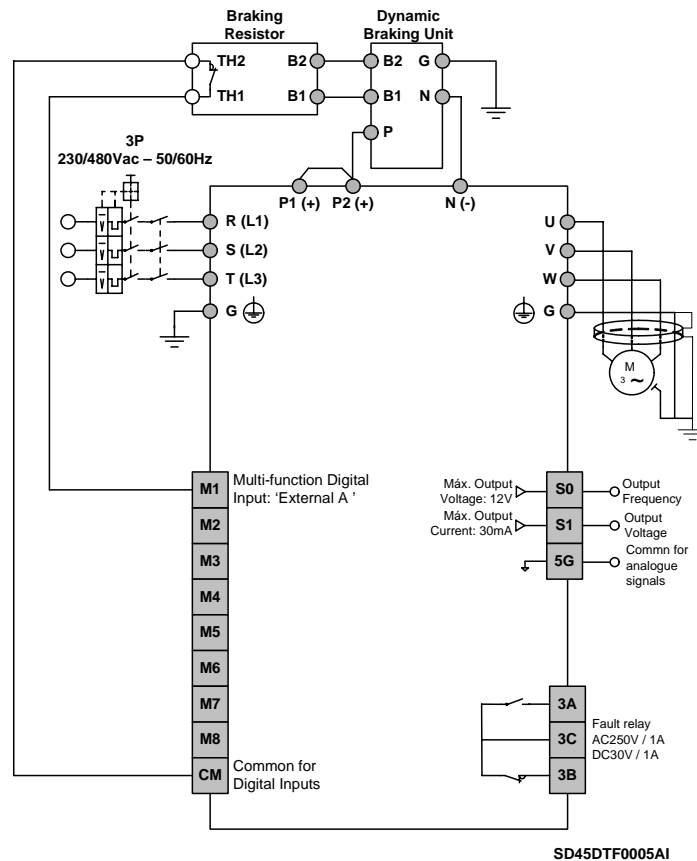 Braking
Resistor
Dynamic
Braking Unit
TH2
B2
B2
G
TH1
B1
B1
N
P
3P
230/480Vac – 50/60Hz
P1 (+)
P2 (+)
N (-)
R (L1)
S (L2)
T (L3)
G
U
V
W
G
M
3 ~
M1
Multi-function Digital
Input: ‘External A ’
M2
M3
M4
M5
M6
M7
M8
CM
Common for
Digital Inputs
Máx. Output
Voltage: 12V
S0
Output
Frequency
Máx. Output
Current: 30mA
S1
Output
Voltage
5G
Commn for
analogue
signals
3A
3C
3B
Fault relay
AC250V / 1A
DC30V / 1A
SD45DTF0005AI